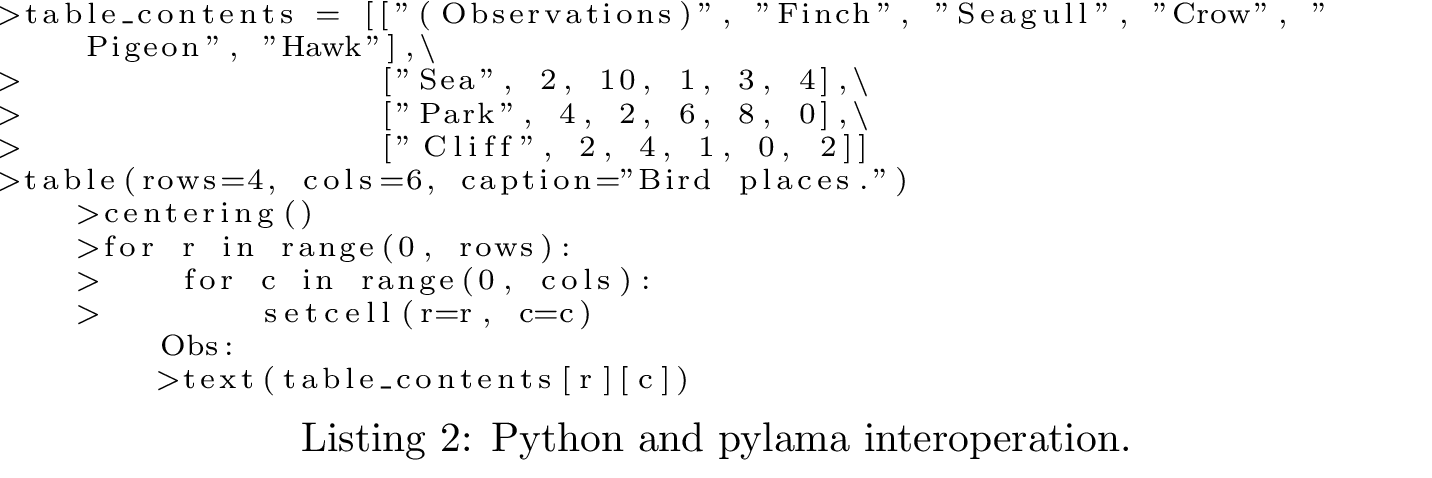 >table_contents = [["(Observations)", "Finch", "Seagull", "Crow", "
Pigeon", "Hawk"],\
> ["Sea", 2, 10, 1, 3, 4],\
> ["Park", 4, 2, 6, 8, 0],\
> ["Cliff", 2, 4, 1, 0, 2]]
>table(rows=4, cols=6, caption="Bird places.")
>centering()
>for r in range(0, rows):
> for c in range(0, cols):
> setcell(r=r, c=c)
Obs:
>text(table_contents[r][c])
Listing 2: Python and pylama interoperation.